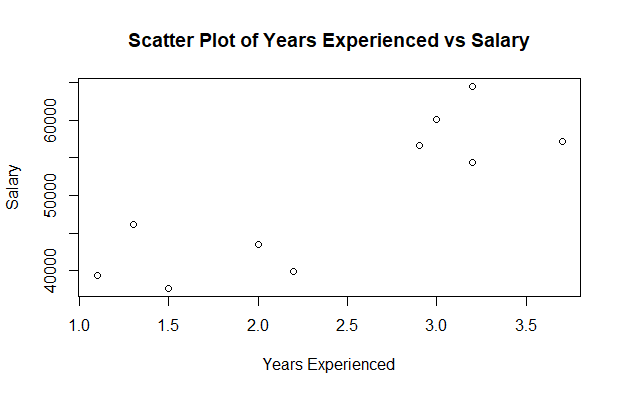 Scatter Plot of Years Experienced vs Salary
Salary
60000
50000
40000
1.0 1.5 2.0 2.5 3.0 3.5
Years Experienced